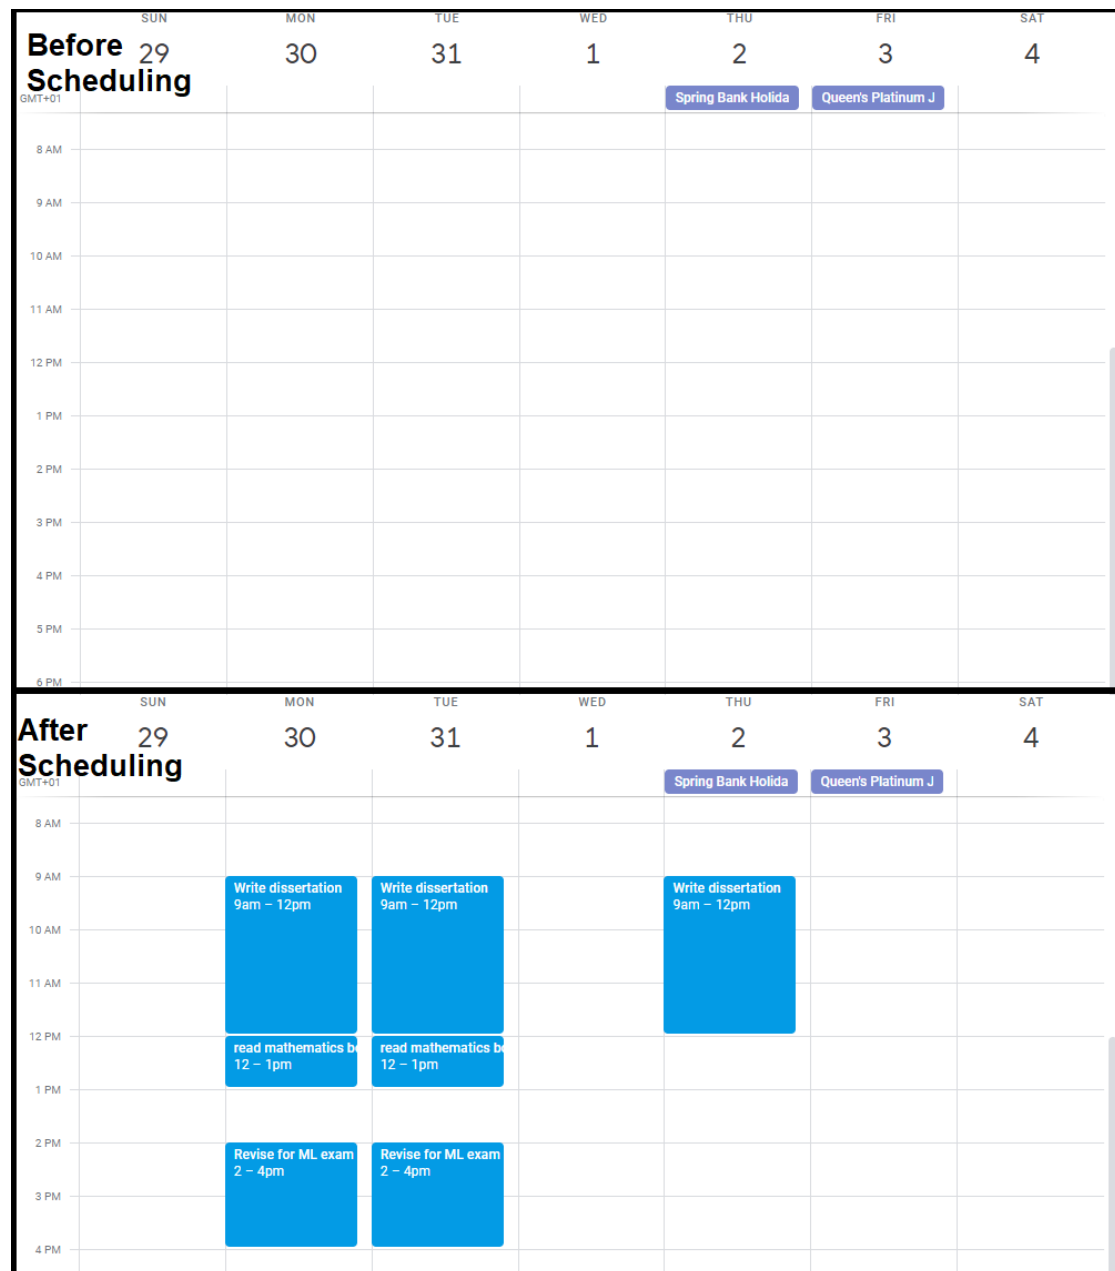 SUN MON TUE WED THU FRI SAT
Before
Scheduling
29 30 31 1 2 3 4
GMT+01
Spring Bank Holida
Queen's Platinum J
8 AM
9 AM
10 AM
11 AM
12 PM
1 PM
2 PM
3 PM
4 PM
5 PM
6 PM
SUN MON TUE WED THU FRI SAT
After
Scheduling
29 30 31 1 2 3 4
GMT+01
Spring Bank Holida
Queen's Platinum J
8 AM
9 AM
Write dissertation
9am – 12pm
Write dissertation
9am – 12pm
Write dissertation
9am – 12pm
10 AM
11 AM
12 PM
read mathematics b
12 – 1pm
read mathematics b
12 – 1pm
1 PM
2 PM
Revise for ML exam
2 – 4pm
Revise for ML exam
2 – 4pm
3 PM
4 PM